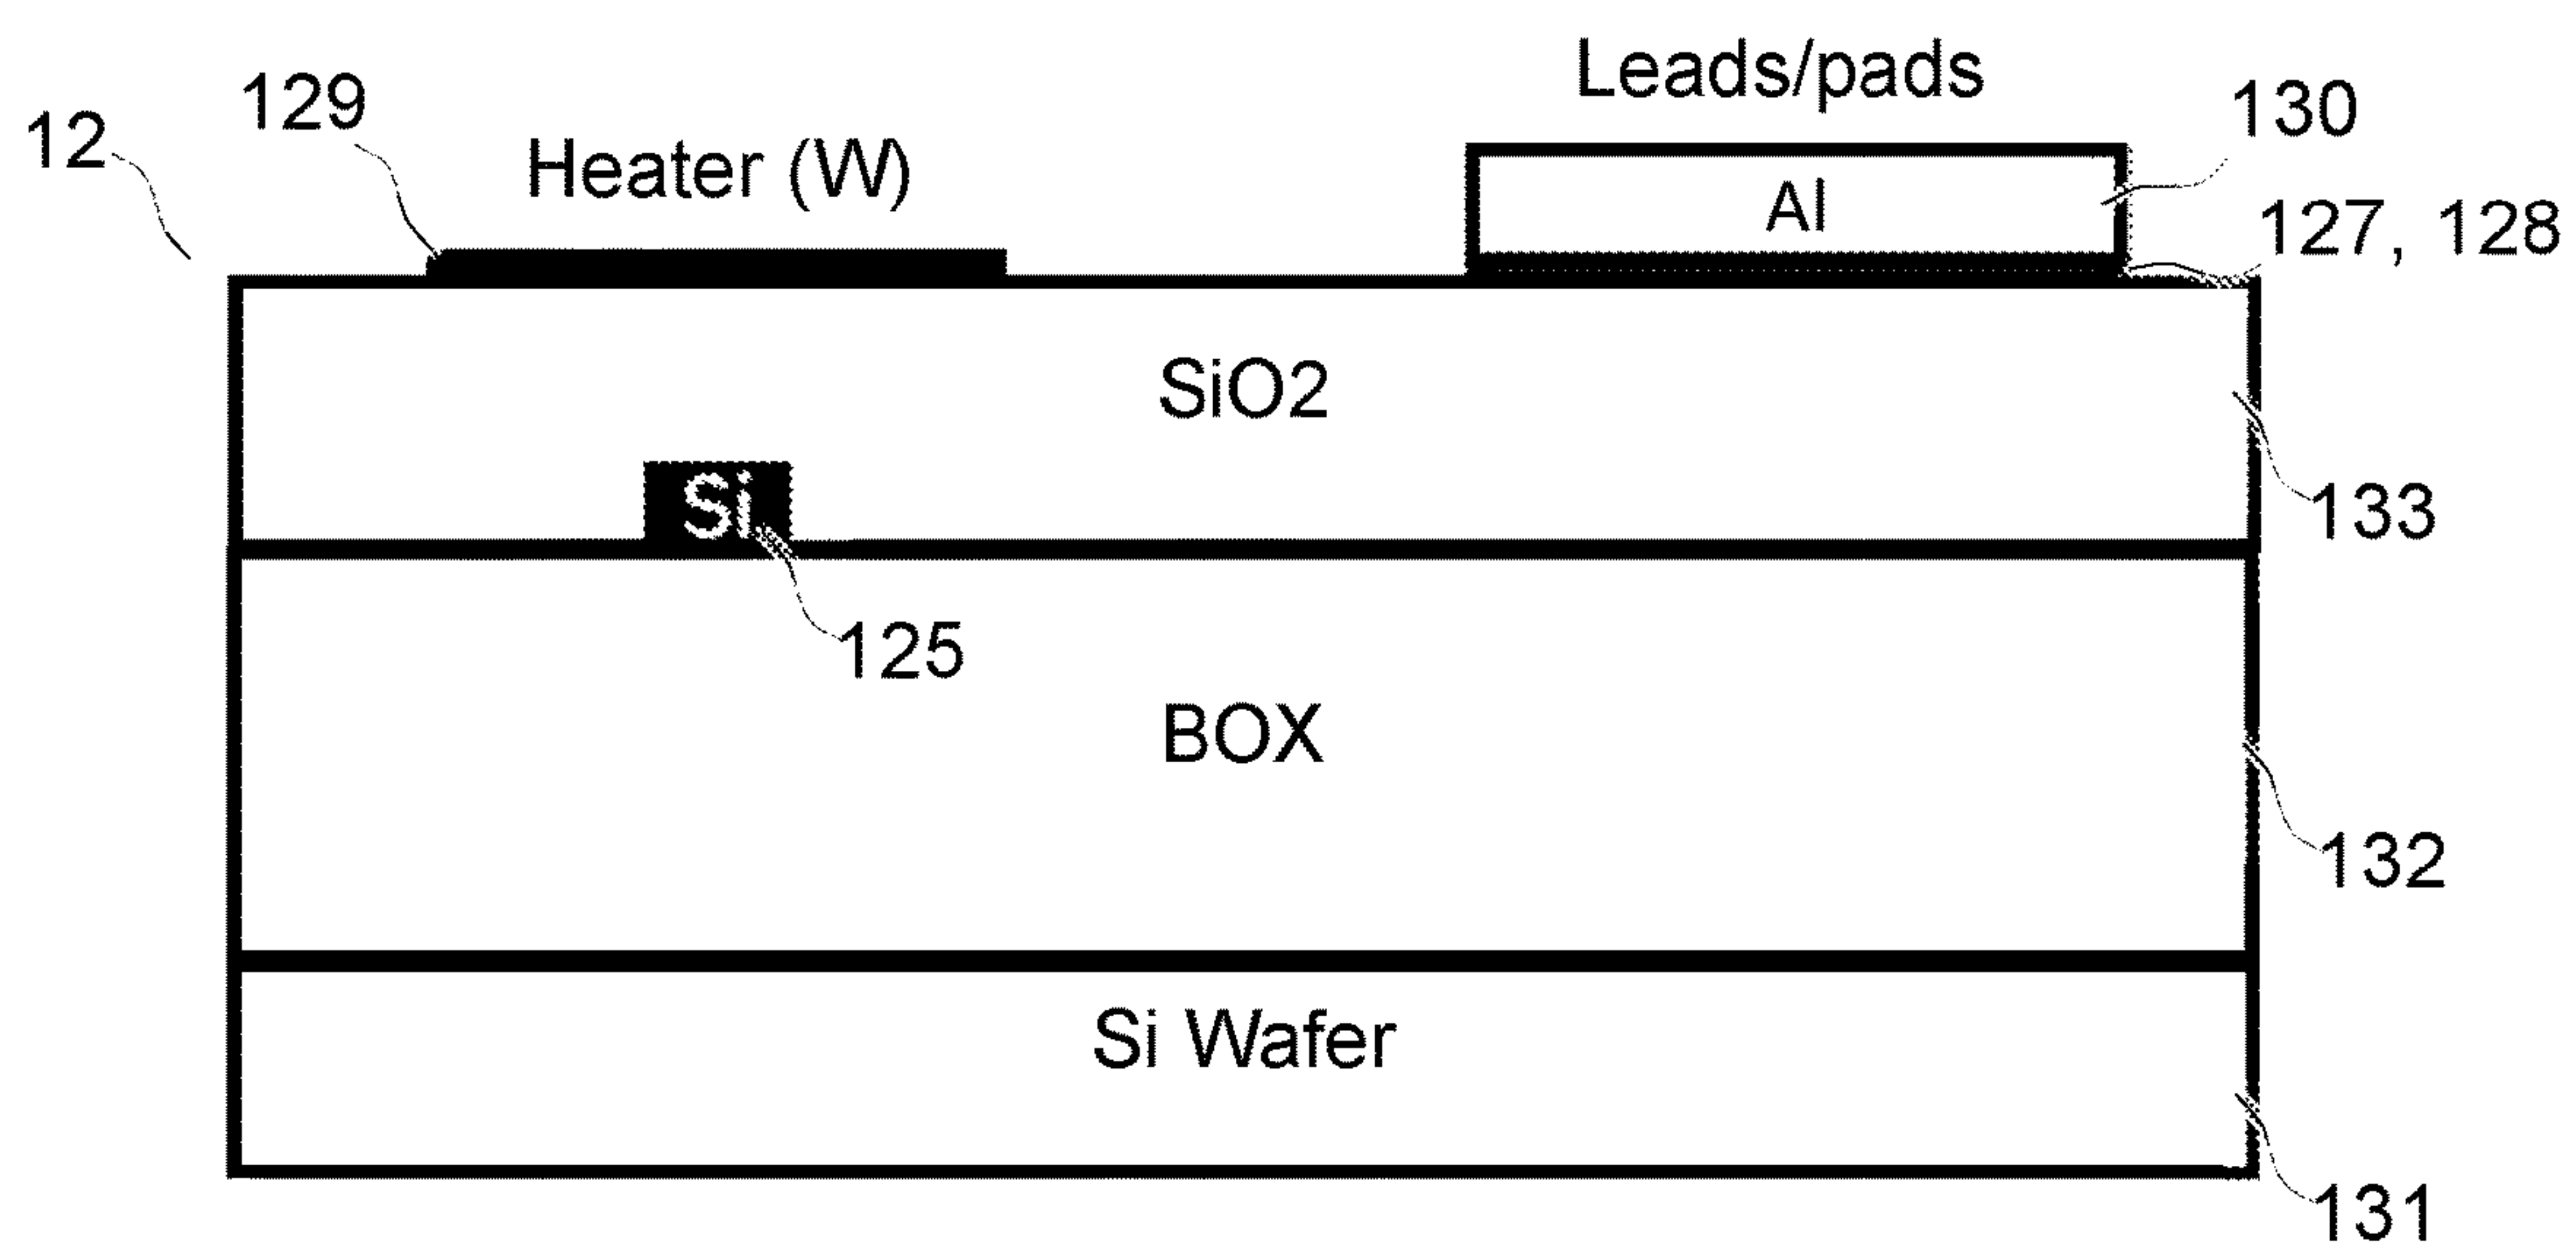 Leads/pads
129
130
12
Heater (W)
Al
127, 128
SiO2
Si
133
125
BOX
132
Si Wafer
131